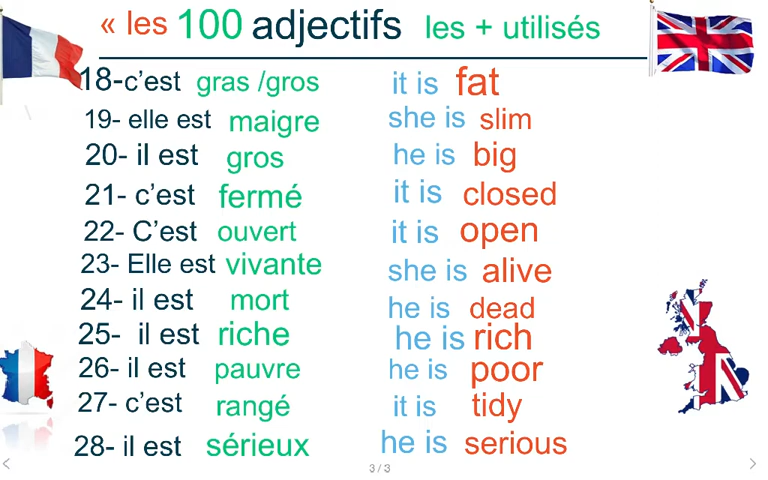 « les 100 adjectifs les + utilisés
18-c’est gras /gros it is fat
19- elle est maigre she is slim
20- il est gros he is big
21- c’est fermé it is closed
22- C’est ouvert it is open
23- Elle est vivante she is alive
24- il est mort he is dead
25- il est riche he is rich
26- il est pauvre he is poor
27- c’est rangé it is tidy
28- il est sérieux he is serious
3 / 3